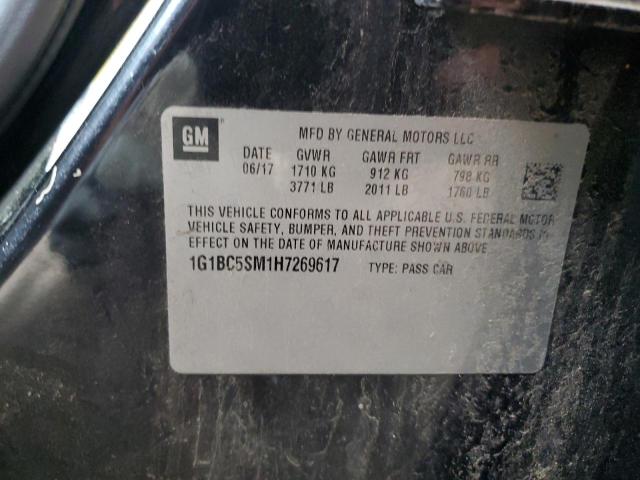 GM
MFD BY GENERAL MOTORS LLC
DATE GVWR GAWR FRT GAWR RR
06/17 1710 KG 912 KG 798 KG
3771 LB 2011 LB 1760 LB
THIS VEHICLE CONFORMS TO ALL APPLICABLE U.S. FEDERAL MOTOR
VEHICLE SAFETY, BUMPER, AND THEFT PREVENTION STANDARDS IN
EFFECT ON THE DATE OF MANUFACTURE SHOWN ABOVE
1G1BC5SM1H7269617 TYPE: PASS CAR